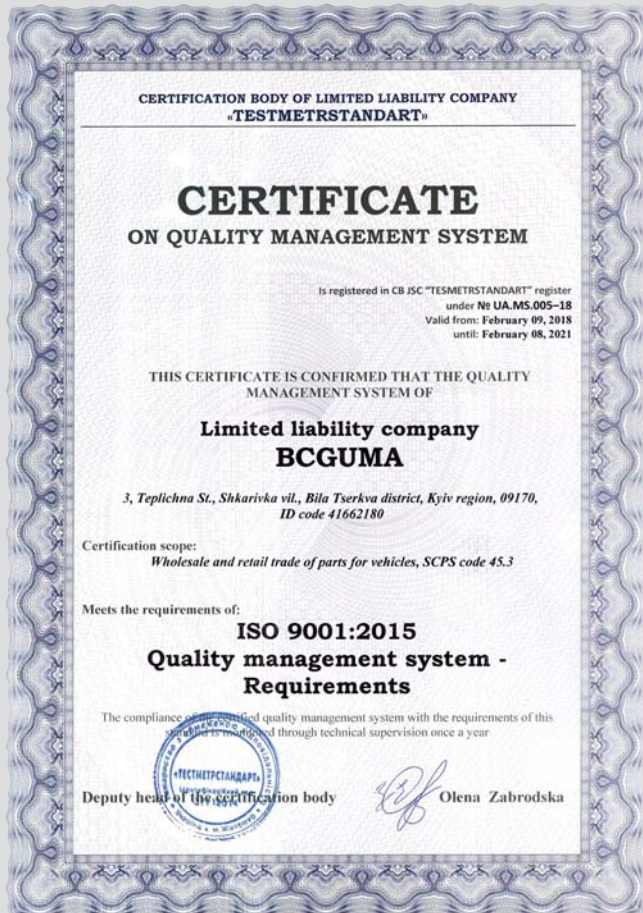 CERTIFICATION BODY OF LIMITED LIABILITY COMPANY
«TESTMETRSTANDART»
CERTIFICATE
ON QUALITY MANAGEMENT SYSTEM
Is registered in CB JSC "TESMETRSTANDART" register
under № UA.MS.005–18
Valid from: February 09, 2018
until: February 08, 2021
THIS CERTIFICATE IS CONFIRMED THAT THE QUALITY
MANAGEMENT SYSTEM OF
Limited liability company
BCGUMA
3, Teplichna St., Shkarivka vil., Bila Tserkva district, Kyiv region, 09170,
ID code 41662180
Certification scope:
Wholesale and retail trade of parts for vehicles, SCPS code 45.3
Meets the requirements of:
ISO 9001:2015
Quality management system -
Requirements
The compliance of the certified quality management system with the requirements of this
standard is monitored through technical supervision once a year
«ТЕСТМЕТРСТАНДАРТ»
Deputy head of the certification body
Olena Zabrodska